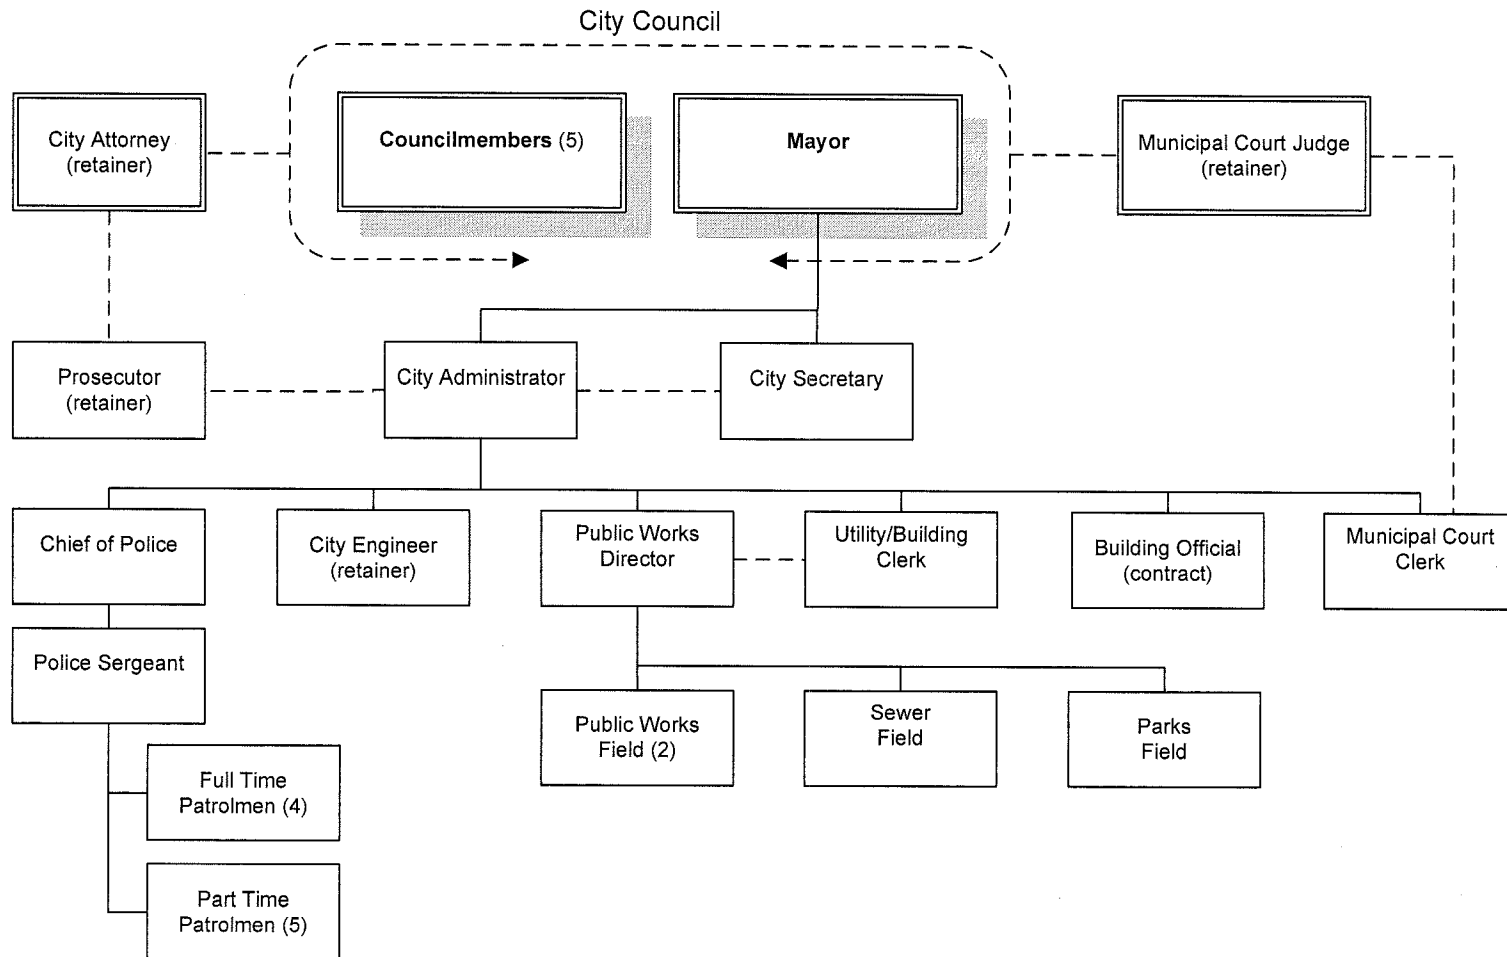 City Council
City Attorney
(retainer)
Councilmembers (5)
Mayor
Municipal Court Judge
(retainer)
Prosecutor
(retainer)
City Administrator
City Secretary
Chief of Police
City Engineer
(retainer)
Public Works
Director
Utility/Building
Clerk
Building Official
(contract)
Municipal Court
Clerk
Police Sergeant
Public Works
Field (2)
Sewer
Field
Parks
Field
Full Time
Patrolmen (4)
Part Time
Patrolmen (5)